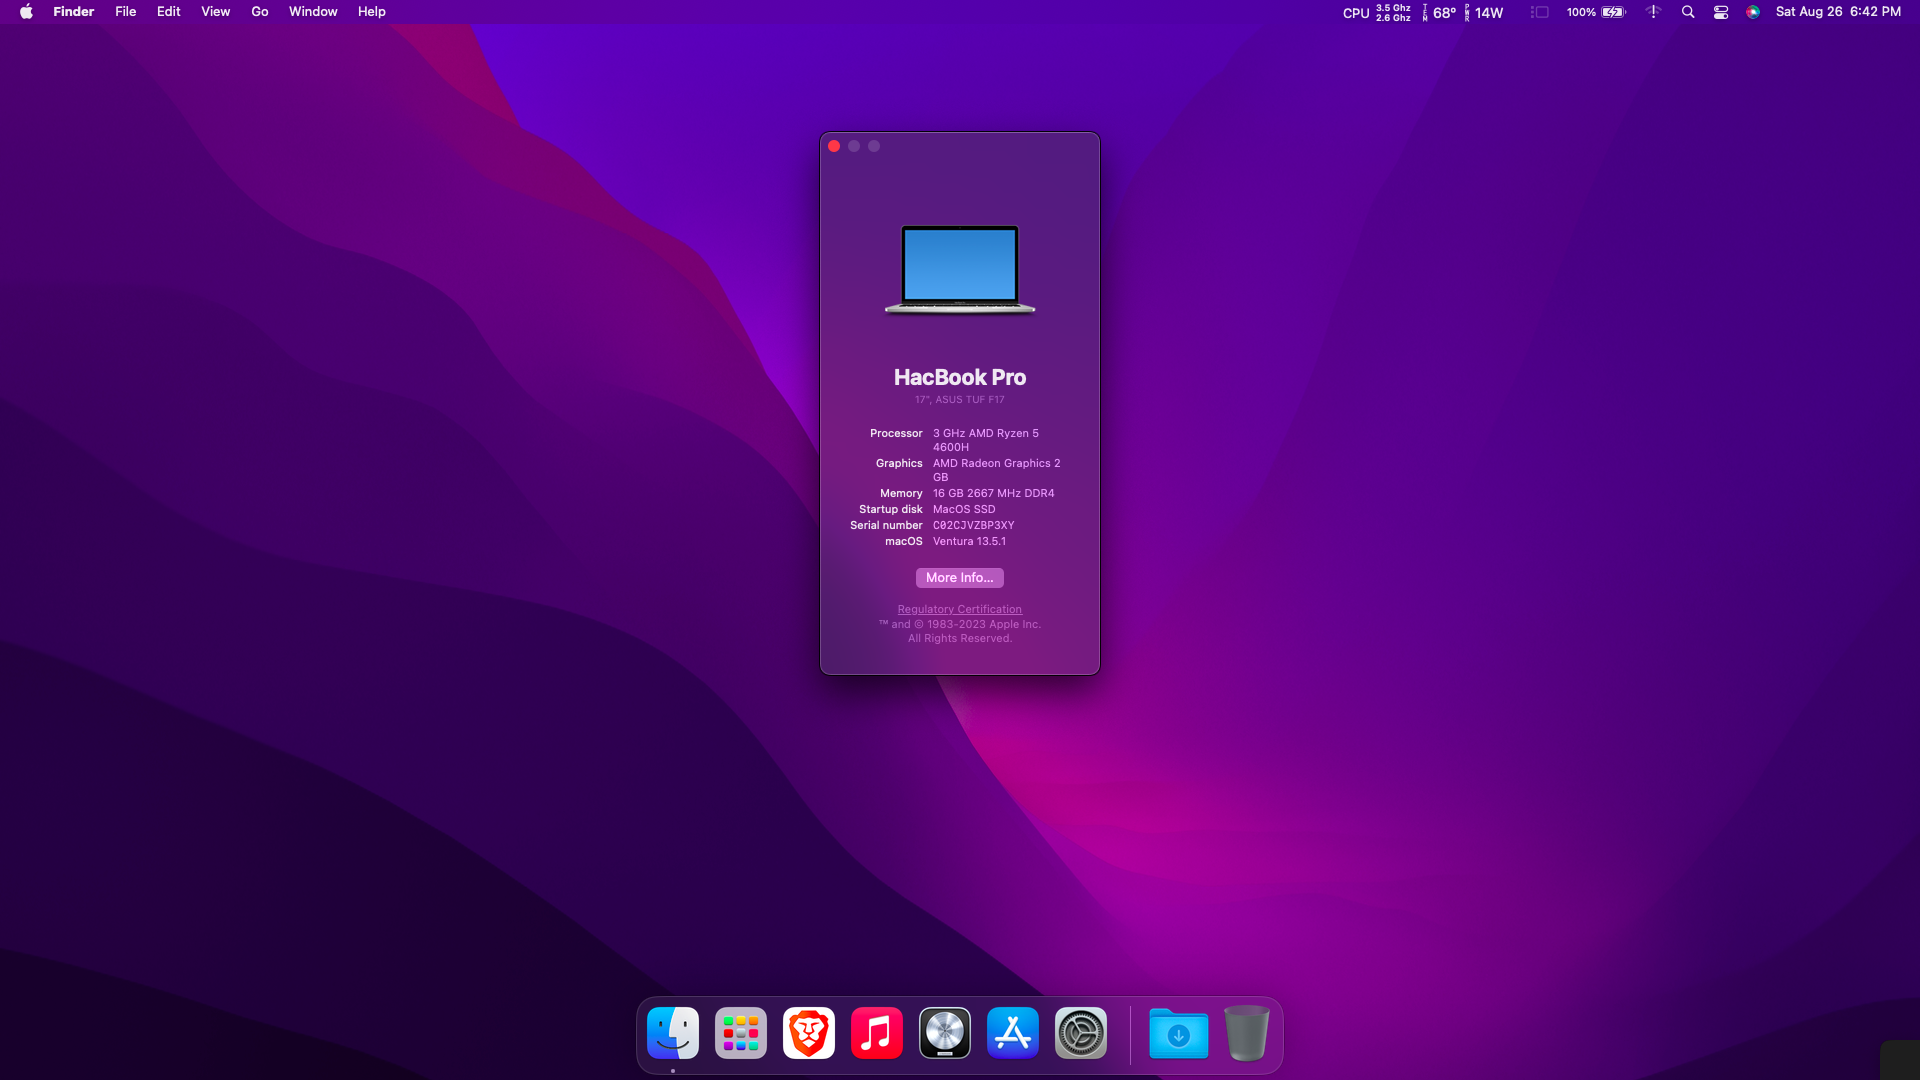 Finder File Edit View Go Window Help
CPU 3.5 Ghz 2.6 Ghz TEM 68° PWR 14W 100% Sat Aug 26 6:42 PM
HacBook Pro
17", ASUS TUF F17
Processor 3 GHz AMD Ryzen 5
4600H
Graphics AMD Radeon Graphics 2
GB
Memory 16 GB 2667 MHz DDR4
Startup disk MacOS SSD
Serial number C02CJVZBP3XY
macOS Ventura 13.5.1
More Info...
Regulatory Certification
™ and © 1983-2023 Apple Inc.
All Rights Reserved.